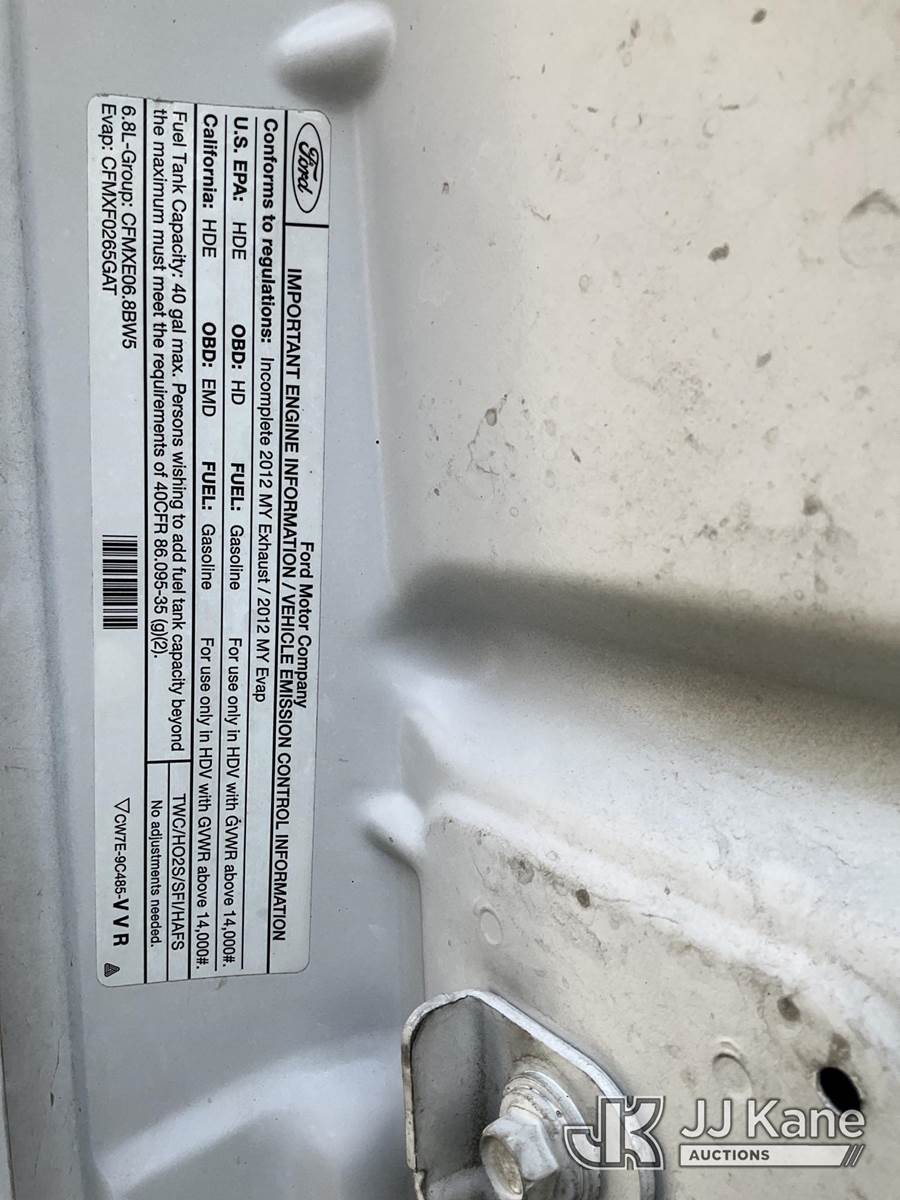 Ford
Ford Motor Company
IMPORTANT ENGINE INFORMATION / VEHICLE EMISSION CONTROL INFORMATION
Conforms to regulations: Incomplete 2012 MY Exhaust / 2012 MY Evap
U.S. EPA: HDE OBD: HD FUEL: Gasoline For use only in HDV with GVWR above 14,000#.
California: HDE OBD: EMD FUEL: Gasoline For use only in HDV with GVWR above 14,000#.
Fuel Tank Capacity: 40 gal max. Persons wishing to add fuel tank capacity beyond
the maximum must meet the requirements of 40CFR 86.095-35 (g)(2).
TWC/HO2S/SFI/HAFS
No adjustments needed.
6.8L-Group: CFMXE06.8BW5
Evap: CFMXF0265GAT
CW7E-9C485-VVR
JK JJ Kane
AUCTIONS